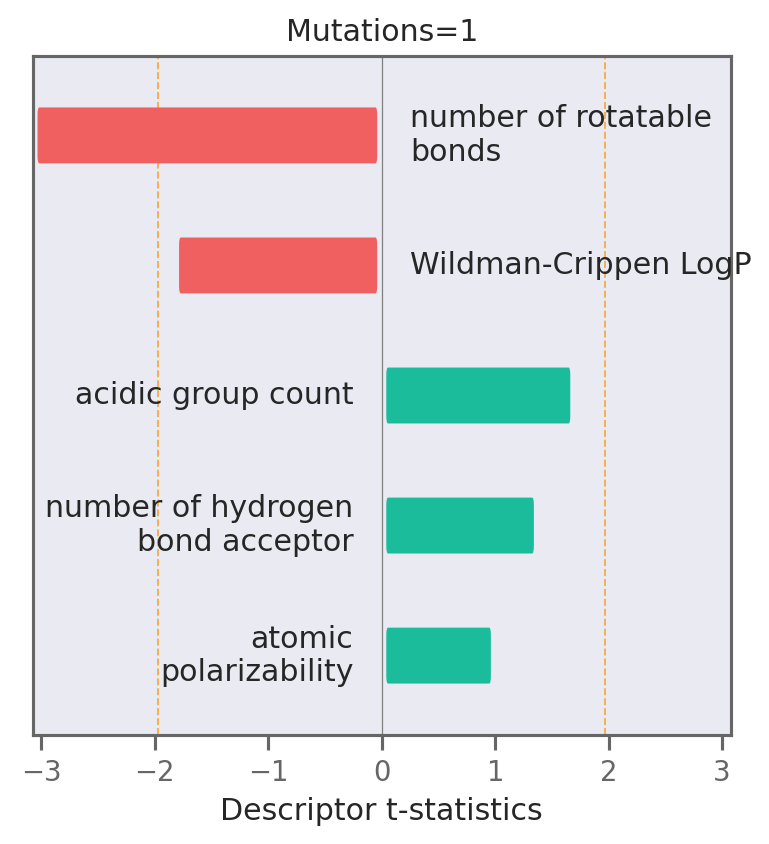 Mutations=1
number of rotatable
bonds
Wildman-Crippen LogP
acidic group count
number of hydrogen
bond acceptor
atomic
polarizability
−3 −2 −1 0 1 2 3
Descriptor t-statistics